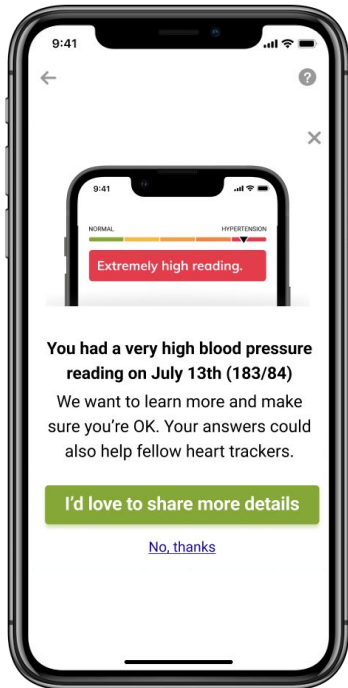 9:41
9:41
NORMAL HYPERTENSION
Extremely high reading.
You had a very high blood pressure
reading on July 13th (183/84)
We want to learn more and make
sure you're OK. Your answers could
also help fellow heart trackers.
I'd love to share more details
No, thanks